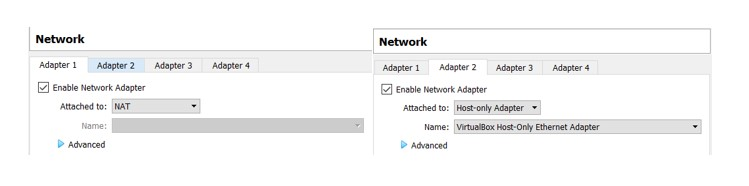 Network
Adapter 1 Adapter 2 Adapter 3 Adapter 4
Enable Network Adapter
Attached to: NAT
Name:
Advanced
Network
Adapter 1 Adapter 2 Adapter 3 Adapter 4
Enable Network Adapter
Attached to: Host-only Adapter
Name: VirtualBox Host-Only Ethernet Adapter
Advanced